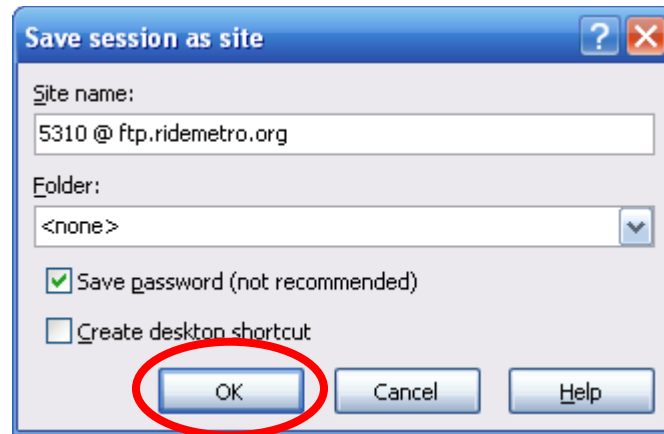 Save session as site
Site name:
5310 @ ftp.ridemetro.org
Folder:
<none>
Save password (not recommended)
Create desktop shortcut
OK Cancel Help